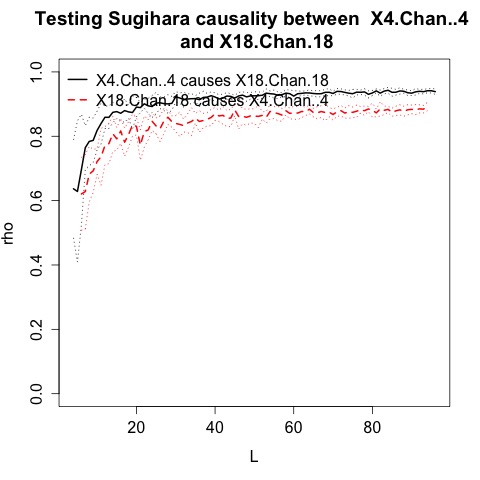 Testing Sugihara causality between  X4.Chan..4
and X18.Chan.18
X4.Chan..4 causes X18.Chan.18
X18.Chan.18 causes X4.Chan..4
rho
1.0
0.8
0.6
0.4
0.2
0.0
20 40 60 80
L